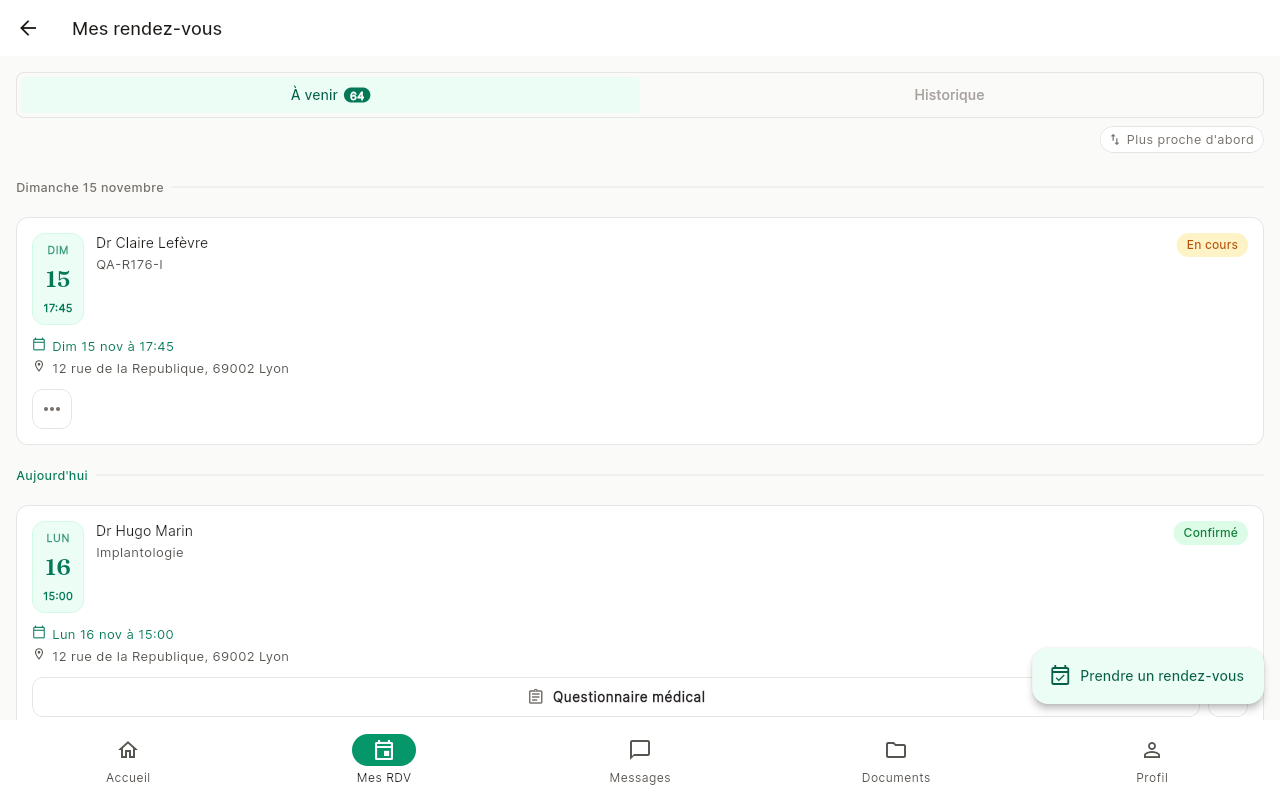 Mes rendez-vous
À venir 64
Historique
Plus proche d'abord
Dimanche 15 novembre
DIM
15
17:45
Dr Claire Lefèvre
QA-R176-I
En cours
Dim 15 nov à 17:45
12 rue de la Republique, 69002 Lyon
Aujourd'hui
LUN
16
15:00
Dr Hugo Marin
Implantologie
Confirmé
Lun 16 nov à 15:00
12 rue de la Republique, 69002 Lyon
Questionnaire médical
Prendre un rendez-vous
Accueil
Mes RDV
Messages
Documents
Profil